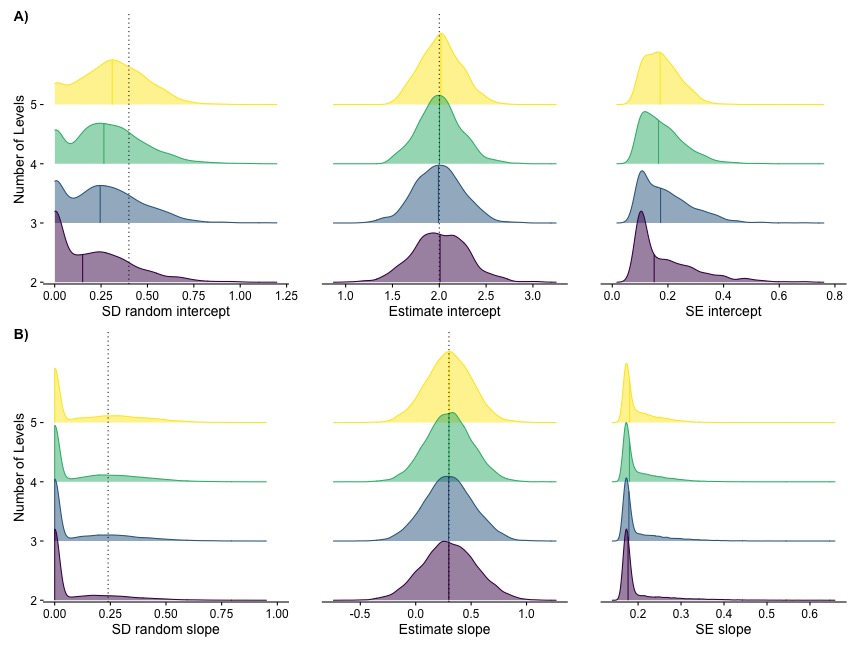 A)
Number of Levels
5
4
3
2
0.00 0.25 0.50 0.75 1.00 1.25
SD random intercept
1.0 1.5 2.0 2.5 3.0
Estimate intercept
0.0 0.2 0.4 0.6 0.8
SE intercept
B)
Number of Levels
5
4
3
2
0.00 0.25 0.50 0.75 1.00
SD random slope
-0.5 0.0 0.5 1.0
Estimate slope
0.2 0.3 0.4 0.5 0.6
SE slope